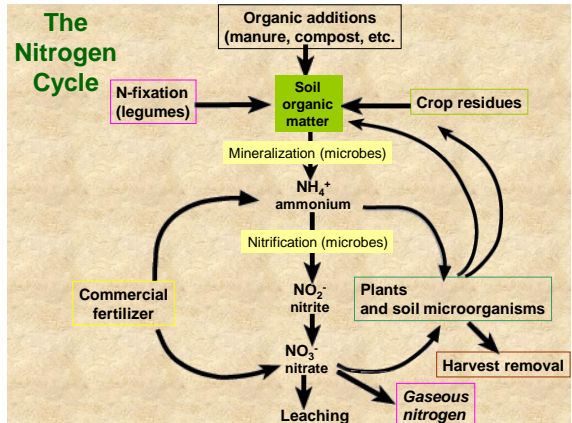 The
Nitrogen
Cycle
Organic additions
(manure, compost, etc.
N-fixation
(legumes)
Soil
organic
matter
Crop residues
Mineralization (microbes)
NH₄⁺
ammonium
Nitrification (microbes)
Commercial
fertilizer
NO₂⁻
nitrite
Plants
and soil microorganisms
NO₃⁻
nitrate
Harvest removal
Gaseous
nitrogen
Leaching